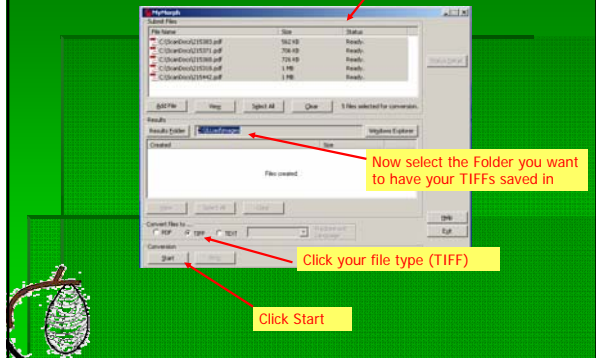 MyMorph
Submit Files
File Name Size Status
C:\ScanDocs\215383.pdf 562 KB Ready.
C:\ScanDocs\215371.pdf 706 KB Ready.
C:\ScanDocs\215368.pdf 726 KB Ready.
C:\ScanDocs\215318.pdf 1 MB Ready.
C:\ScanDocs\215442.pdf 1 MB Ready.
Status Detail
Add File View Select All Clear 5 files selected for conversion.
Results
Results Folder Windows Explorer
Created Size
Now select the Folder you want
to have your TIFFs saved in
Files created.
View Select All Clear
Help
Convert files to ...
PDF TIFF TEXT
Exit
Conversion
Click your file type (TIFF)
Start Stop
Click Start